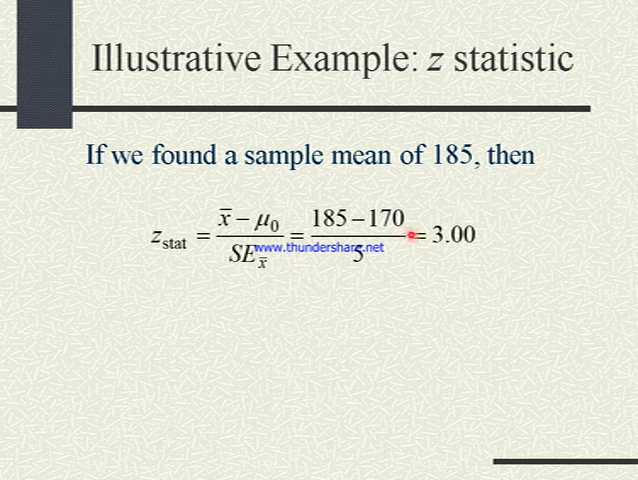 Illustrative Example: z statistic
If we found a sample mean of 185, then
z_stat = (x̄ − μ₀) / SE_x̄ = (185 − 170) / 5 = 3.00
www.thundershare.net